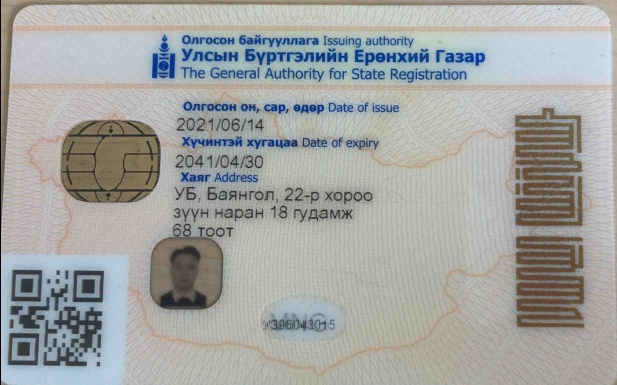 Олгосон байгууллага Issuing authority
Улсын Бүртгэлийн Ерөнхий Газар
The General Authority for State Registration
Олгосон он, сар, өдөр Date of issue
2021/06/14
Хүчинтэй хугацаа Date of expiry
2041/04/30
Хаяг Address
УБ, Баянгол, 22-р хороо
зүүн наран 18 гудамж
68 тоот
MNG